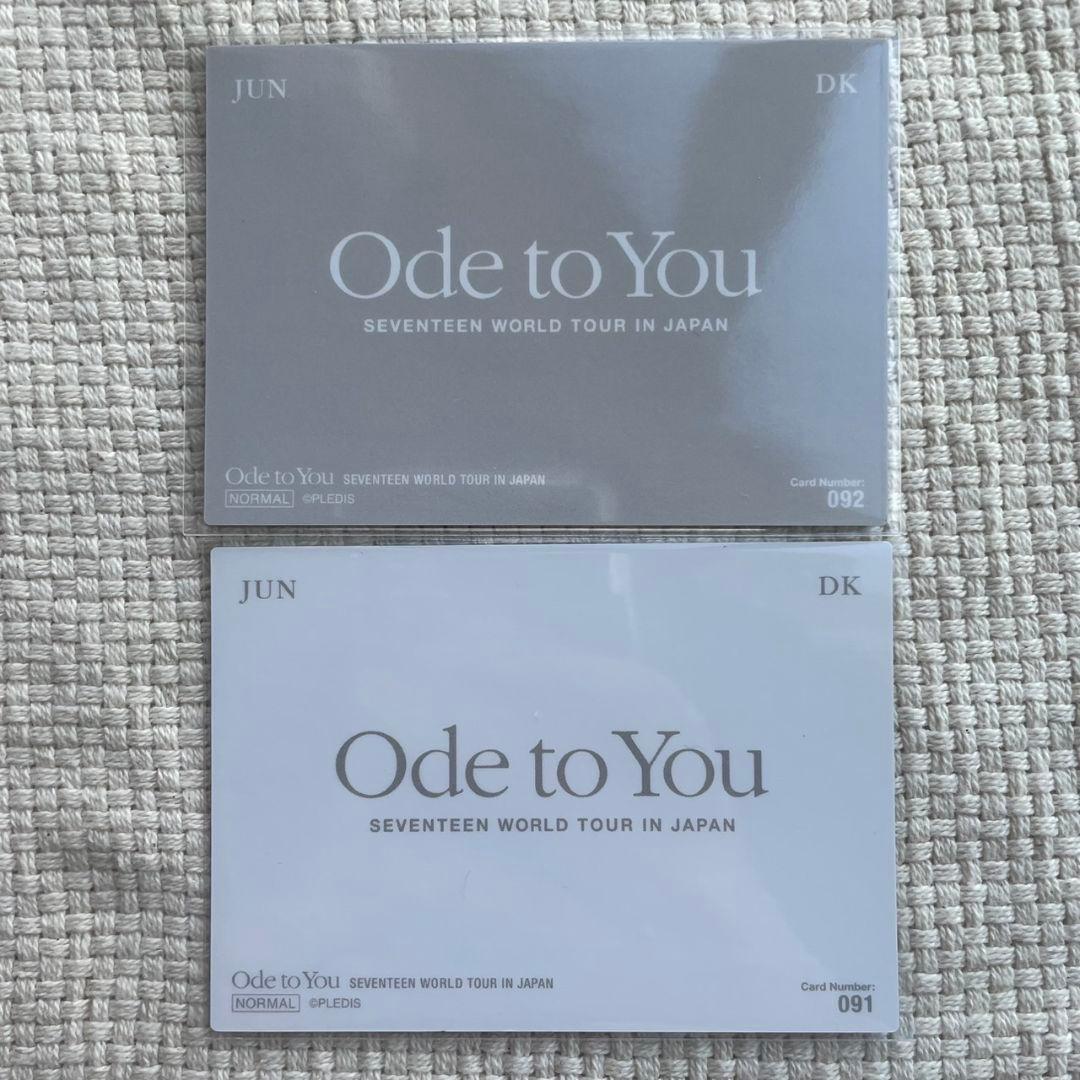 JUN DK
Ode to You
SEVENTEEN WORLD TOUR IN JAPAN
Ode to You SEVENTEEN WORLD TOUR IN JAPAN
NORMAL ©PLEDIS
Card Number:
092
JUN DK
Ode to You
SEVENTEEN WORLD TOUR IN JAPAN
Ode to You SEVENTEEN WORLD TOUR IN JAPAN
NORMAL ©PLEDIS
Card Number:
091